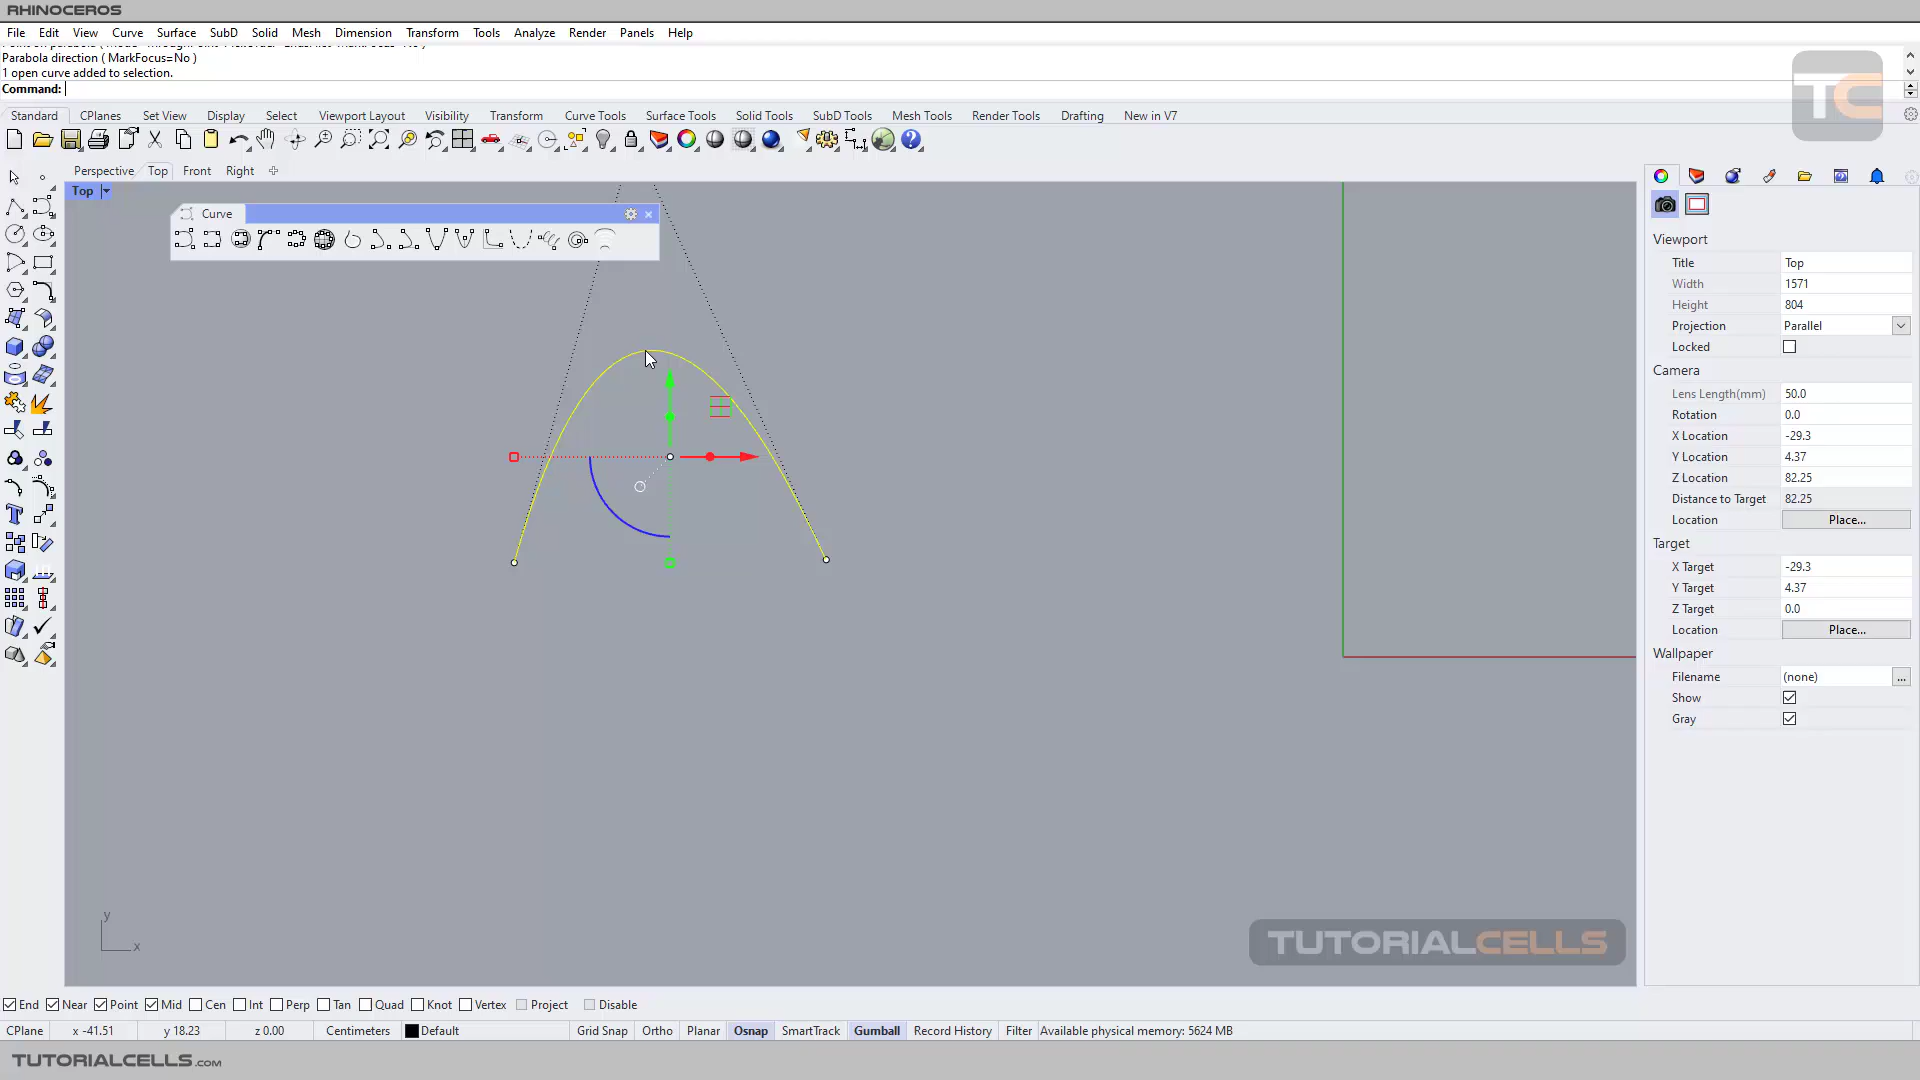 RHINOCEROS
File Edit View Curve Surface SubD Solid Mesh Dimension Transform Tools Analyze Render Panels Help
Parabola direction ( MarkFocus=No )
1 open curve added to selection.
Command:
TC
Standard CPlanes Set View Display Select Viewport Layout Visibility Transform Curve Tools Surface Tools Solid Tools SubD Tools Mesh Tools Render Tools Drafting New in V7
Perspective Top Front Right
Top
Curve
Viewport
Title Top
Width 1571
Height 804
Projection Parallel
Locked
Camera
Lens Length(mm) 50.0
Rotation 0.0
X Location -29.3
Y Location 4.37
Z Location 82.25
Distance to Target 82.25
Location Place...
Target
X Target -29.3
Y Target 4.37
Z Target 0.0
Location Place...
Wallpaper
Filename (none) ...
Show
Gray
y
x
TUTORIALCELLS
End Near Point Mid Cen Int Perp Tan Quad Knot Vertex Project Disable
CPlane x -41.51 y 18.23 z 0.00 Centimeters Default Grid Snap Ortho Planar Osnap SmartTrack Gumball Record History Filter Available physical memory: 5624 MB
TUTORIALCELLS.COM